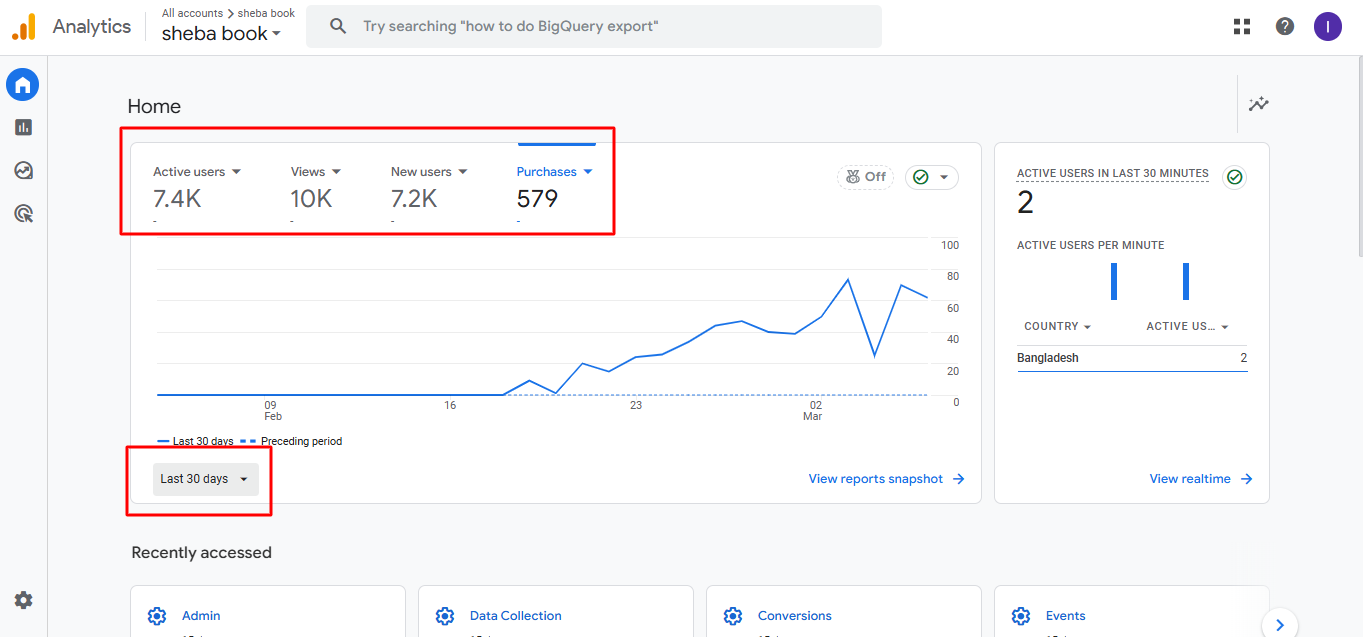 Analytics
All accounts > sheba book
sheba book
Try searching "how to do BigQuery export"
I
Home
Active users
7.4K
-
Views
10K
-
New users
7.2K
-
Purchases
579
-
Off
100
80
60
40
20
0
09
Feb
16
23
02
Mar
Last 30 days
Preceding period
Last 30 days
View reports snapshot
ACTIVE USERS IN LAST 30 MINUTES
2
ACTIVE USERS PER MINUTE
COUNTRY
ACTIVE US...
Bangladesh 2
View realtime
Recently accessed
Admin
Data Collection
Conversions
Events